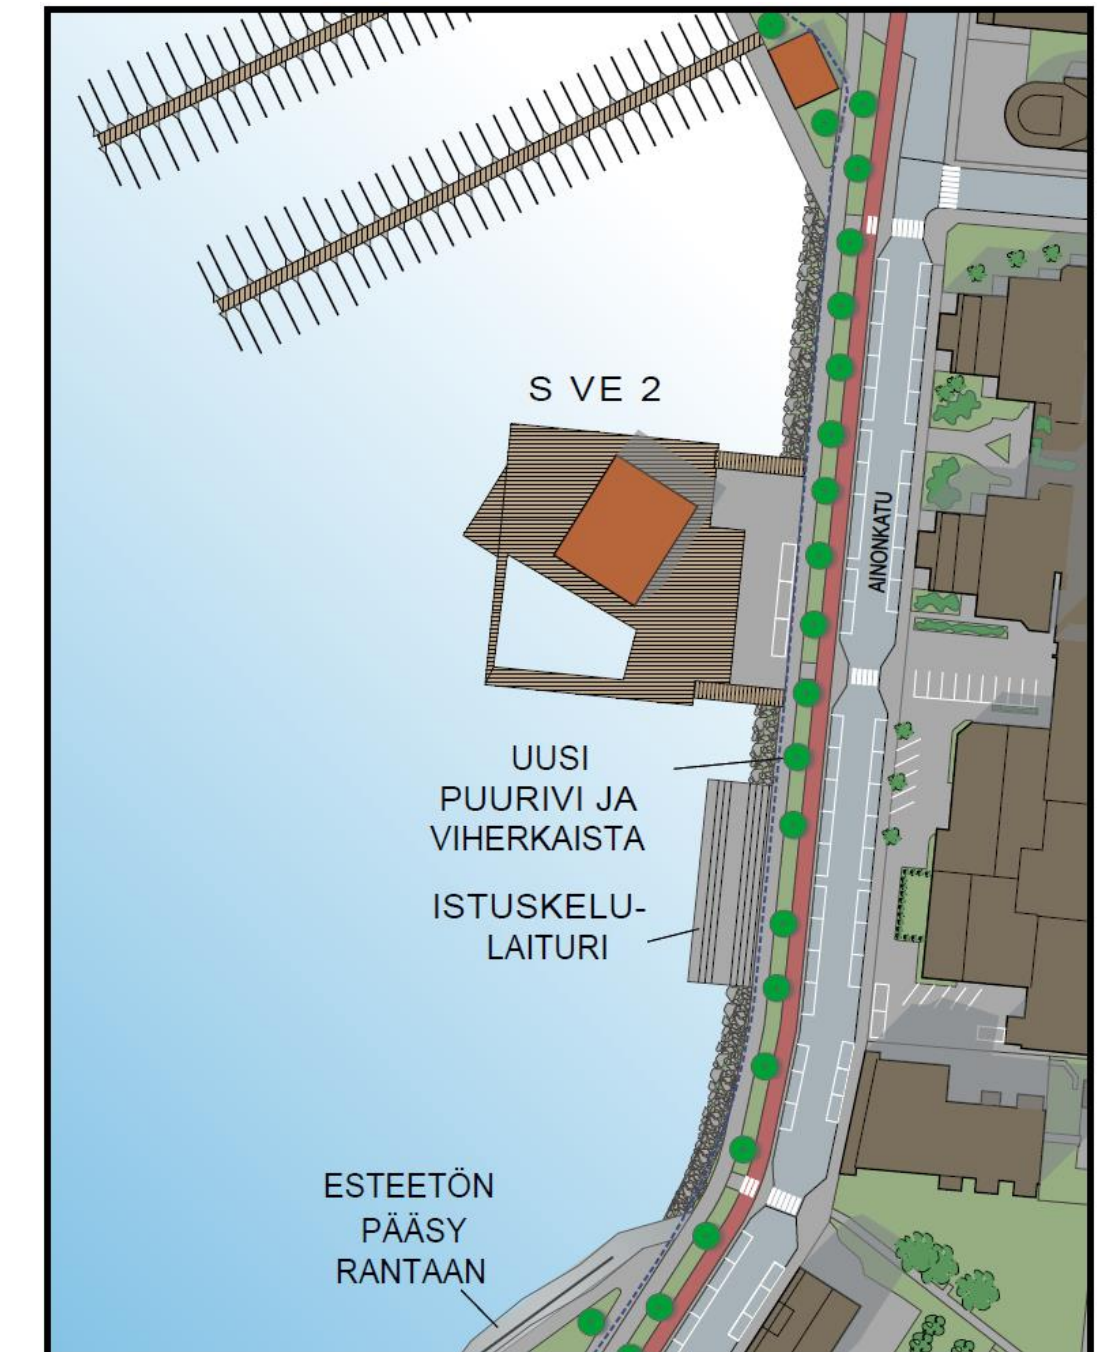 S VE 2
AINONKATU
UUSI
PUURIVI JA
VIHERKAISTA
ISTUSKELU-
LAITURI
ESTEETÖN
PÄÄSY
RANTAAN